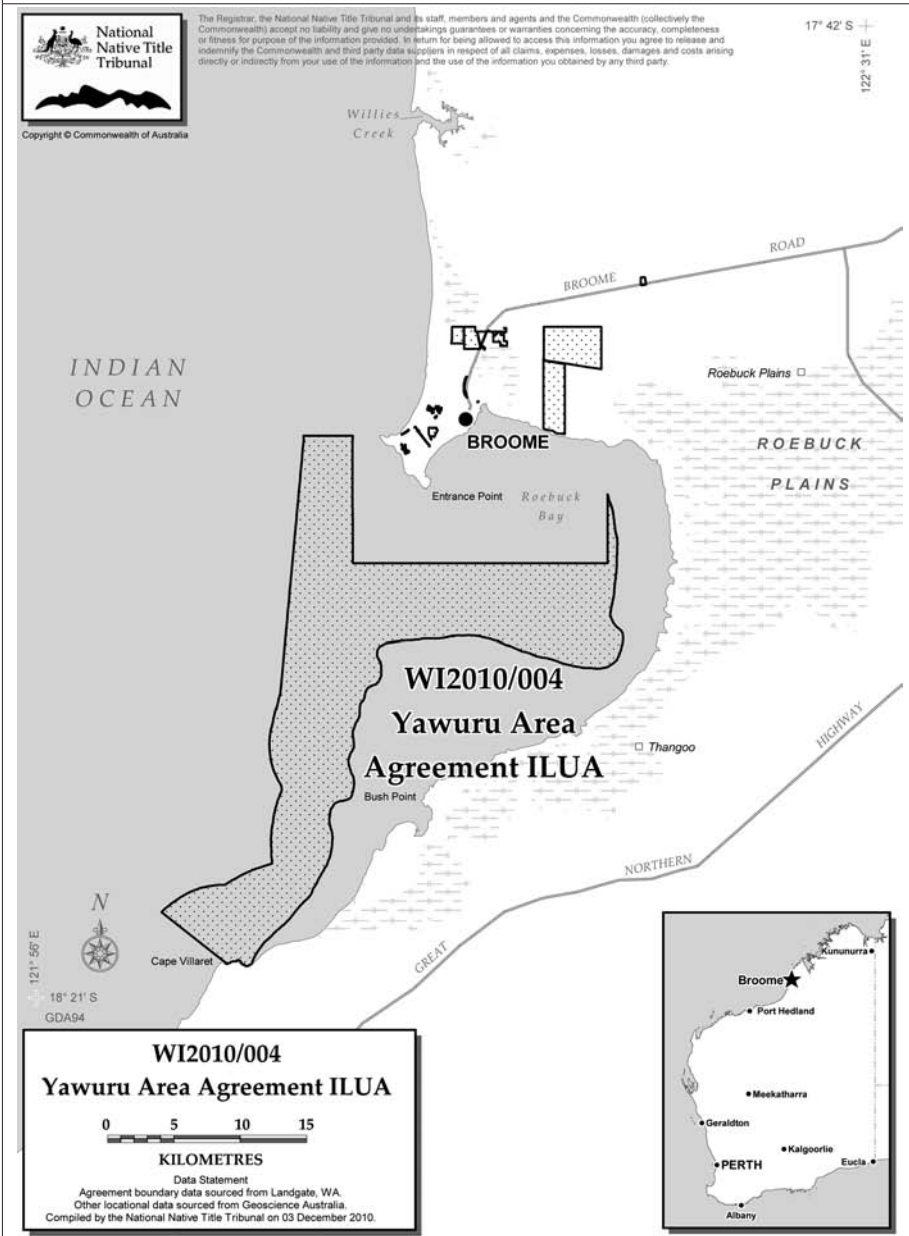 National
Native Title
Tribunal
Copyright © Commonwealth of Australia
The Registrar, the National Native Title Tribunal and its staff, members and agents and the Commonwealth (collectively the
Commonwealth) accept no liability and give no undertakings guarantees or warranties concerning the accuracy, completeness
or fitness for purpose of the information provided. In return for being allowed to access this information you agree to release and
indemnify the Commonwealth and third party data suppliers in respect of all claims, expenses, losses, damages and costs arising
directly or indirectly from your use of the information and the use of the information you obtained by any third party.
17° 42' S
122° 31' E
Willies
Creek
BROOME ROAD
INDIAN
OCEAN
Roebuck Plains
BROOME
ROEBUCK
PLAINS
Entrance Point
Roebuck
Bay
WI2010/004
Yawuru Area
Agreement ILUA
Thangoo
Bush Point
GREAT NORTHERN HIGHWAY
N
Cape Villaret
121° 56' E
18° 21' S
GDA94
WI2010/004
Yawuru Area Agreement ILUA
0 5 10 15
KILOMETRES
Data Statement
Agreement boundary data sourced from Landgate, WA.
Other locational data sourced from Geoscience Australia.
Compiled by the National Native Title Tribunal on 03 December 2010.
Kununurra
Broome
Port Hedland
Meekatharra
Geraldton
Kalgoorlie
PERTH
Eucla
Albany